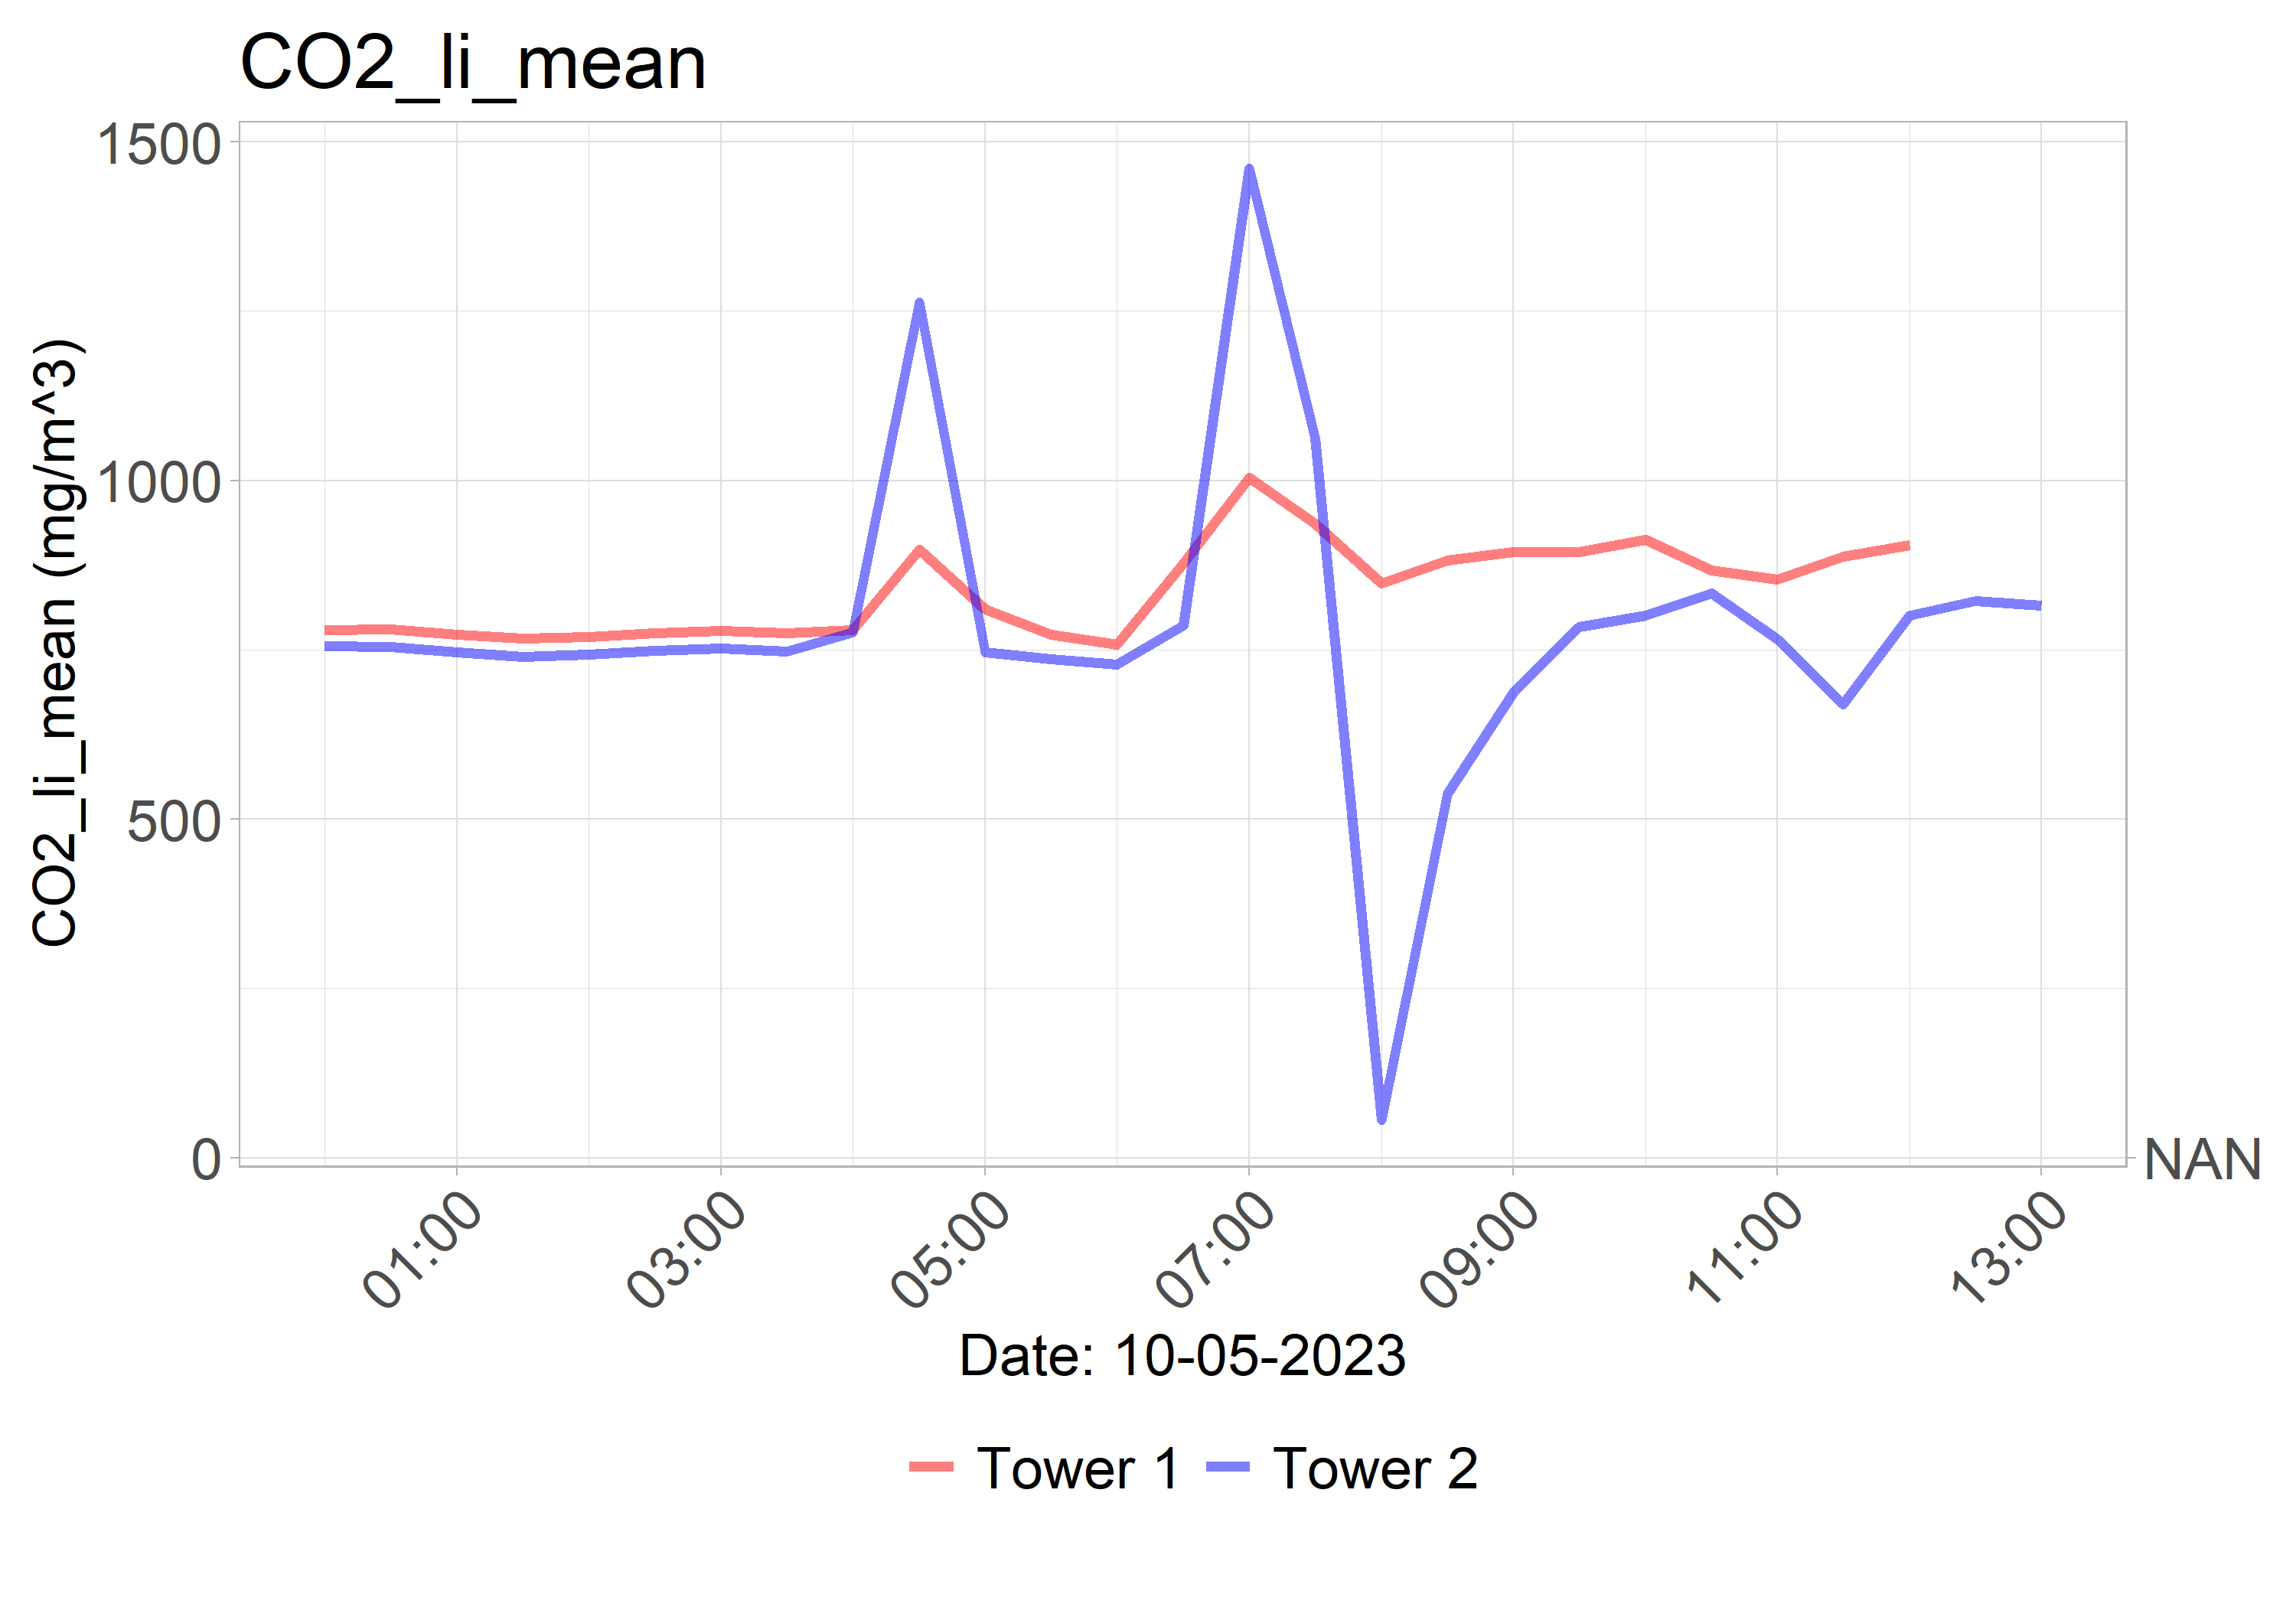 CO2_li_mean
CO2_li_mean (mg/m^3)
1500
1000
500
0
NAN
01:00 03:00 05:00 07:00 09:00 11:00 13:00
Date: 10-05-2023
Tower 1 Tower 2